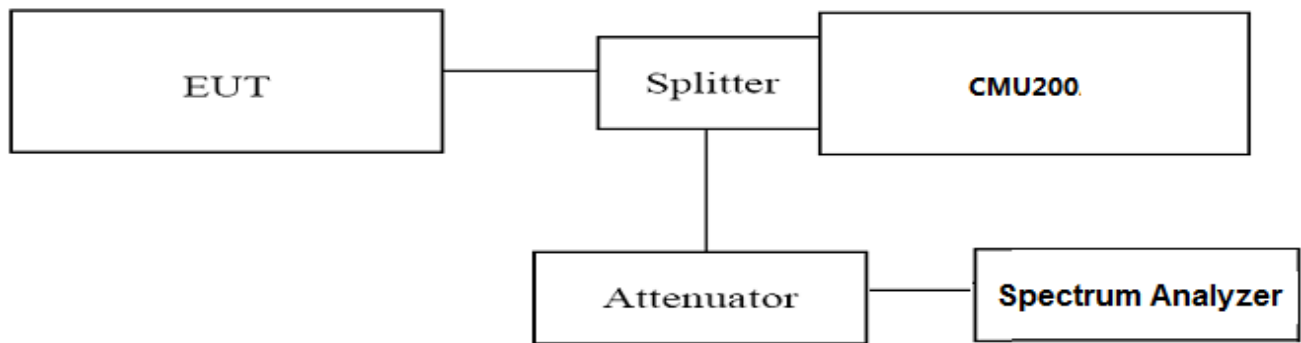 EUT
Splitter
CMU200
Attenuator
Spectrum Analyzer